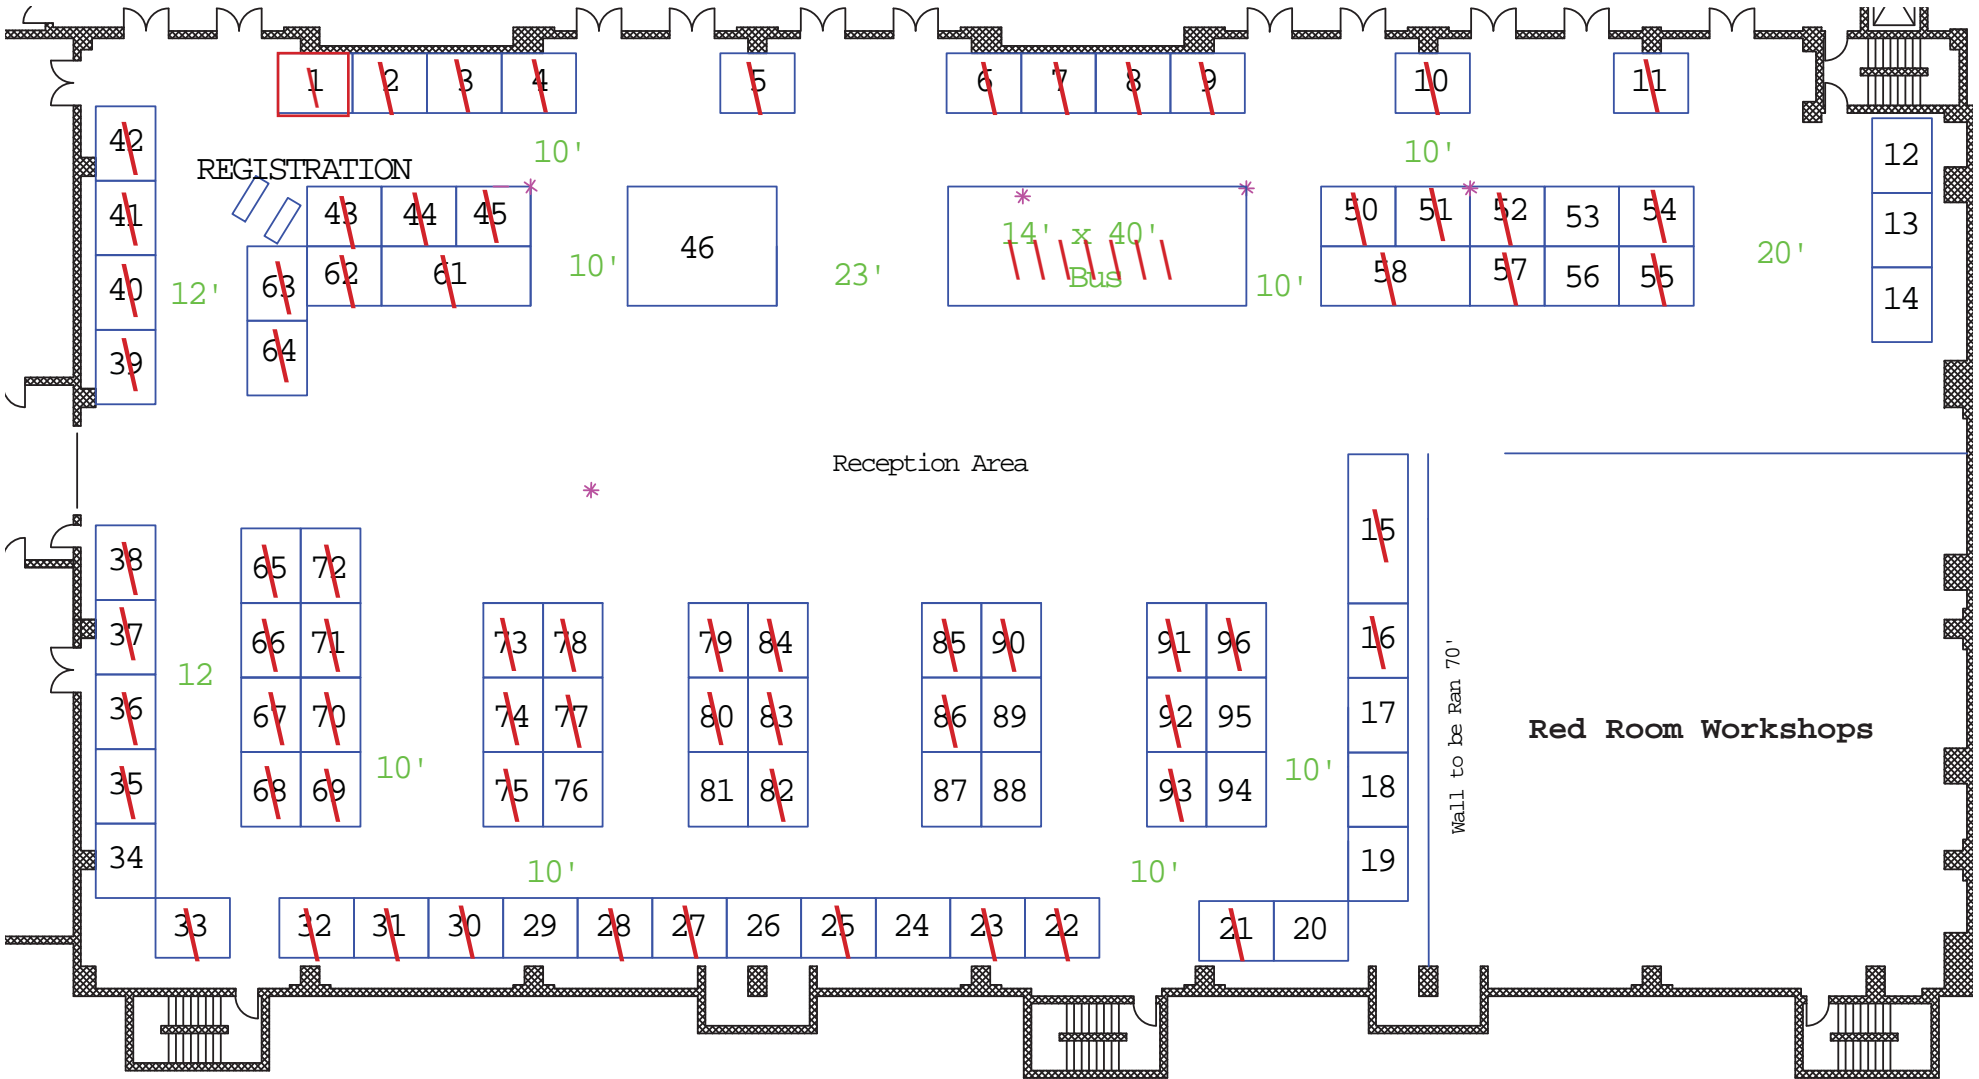 1 2 3 4 5 6 7 8 9 10 11
42 10' 10' 12
REGISTRATION
41 43 44 45 46 14' x 40' 50 51 52 53 54 13
40 12' 63 62 61 10' 23' Bus 10' 58 57 56 55 20' 14
39 64
Reception Area
15
38 65 72
37 66 71 73 78 79 84 85 90 91 96 16
12
36 67 70 74 77 80 83 86 89 92 95 17
Wall to be Ran 70'
Red Room Workshops
35 68 69 10' 75 76 81 82 87 88 93 94 10' 18
34 10' 10' 19
33 32 31 30 29 28 27 26 25 24 23 22 21 20